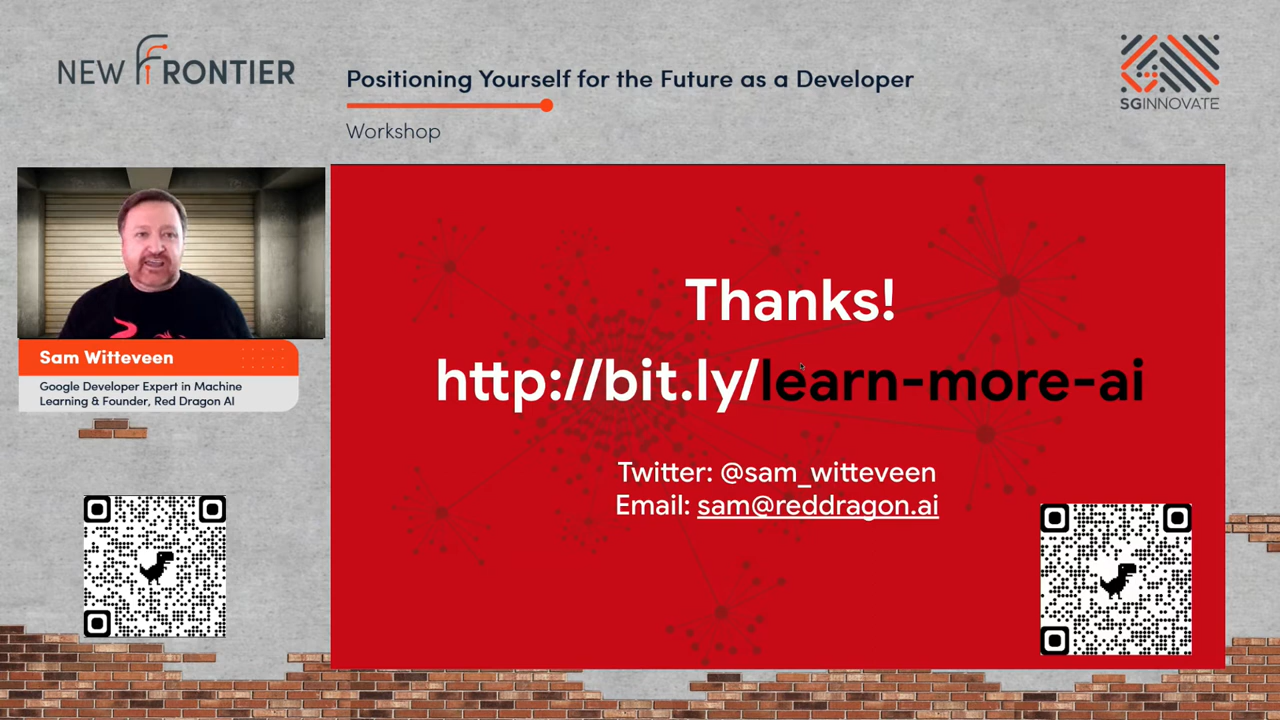 NEW FRONTIER
Positioning Yourself for the Future as a Developer
Workshop
SGINNOVATE
Sam Witteveen
Google Developer Expert in Machine
Learning & Founder, Red Dragon AI
Thanks!
http://bit.ly/learn-more-ai
Twitter: @sam_witteveen
Email: sam@reddragon.ai